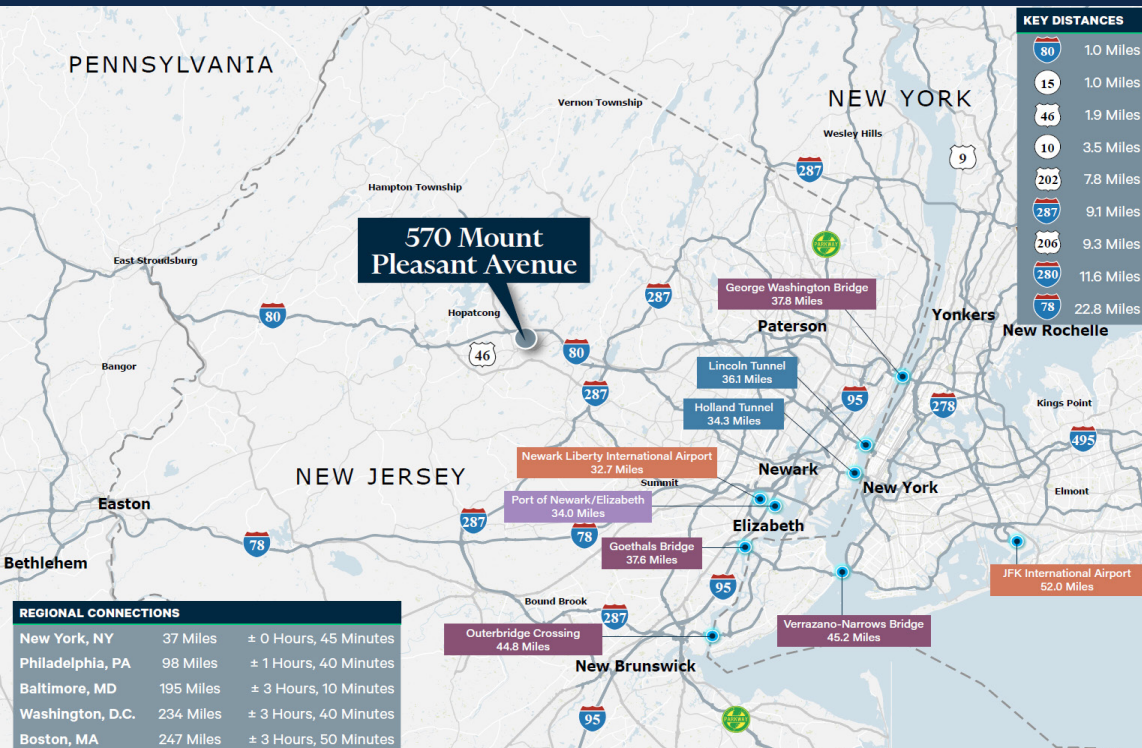 PENNSYLVANIA
Vernon Township
NEW YORK
Wesley Hills
9
287
Hampton Township
570 Mount
Pleasant Avenue
East Stroudsburg
PARKWAY
287
George Washington Bridge
37.8 Miles
80
Hopatcong
Paterson
Yonkers
New Rochelle
46
80
Bangor
Lincoln Tunnel
36.1 Miles
287
95
278
Kings Point
Holland Tunnel
34.3 Miles
495
Newark Liberty International Airport
32.7 Miles
Newark
NEW JERSEY
Summit
New York
Elmont
Port of Newark/Elizabeth
34.0 Miles
Easton
287
Elizabeth
78
78
Goethals Bridge
37.6 Miles
Bethlehem
JFK International Airport
52.0 Miles
95
Bound Brook
287
Outerbridge Crossing
44.8 Miles
Verrazano-Narrows Bridge
45.2 Miles
New Brunswick
95
PARKWAY
KEY DISTANCES
80 1.0 Miles
15 1.0 Miles
46 1.9 Miles
10 3.5 Miles
202 7.8 Miles
287 9.1 Miles
206 9.3 Miles
280 11.6 Miles
78 22.8 Miles
REGIONAL CONNECTIONS
New York, NY 37 Miles ± 0 Hours, 45 Minutes
Philadelphia, PA 98 Miles ± 1 Hours, 40 Minutes
Baltimore, MD 195 Miles ± 3 Hours, 10 Minutes
Washington, D.C. 234 Miles ± 3 Hours, 40 Minutes
Boston, MA 247 Miles ± 3 Hours, 50 Minutes